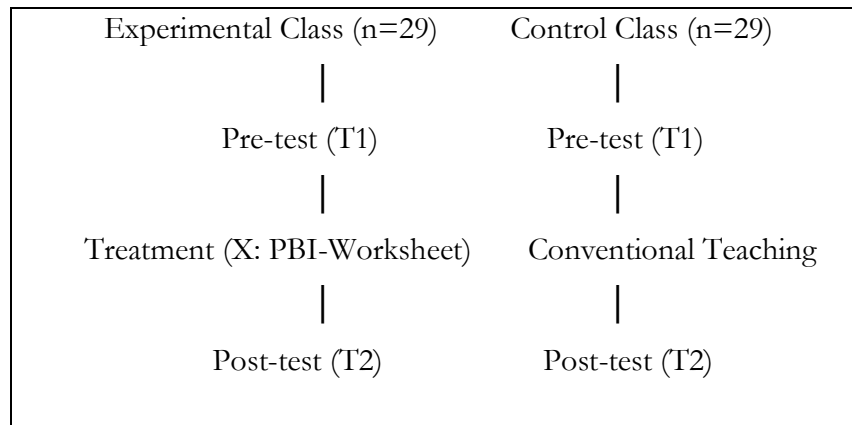 Experimental Class (n=29) Control Class (n=29)
Pre-test (T1) Pre-test (T1)
Treatment (X: PBI-Worksheet) Conventional Teaching
Post-test (T2) Post-test (T2)